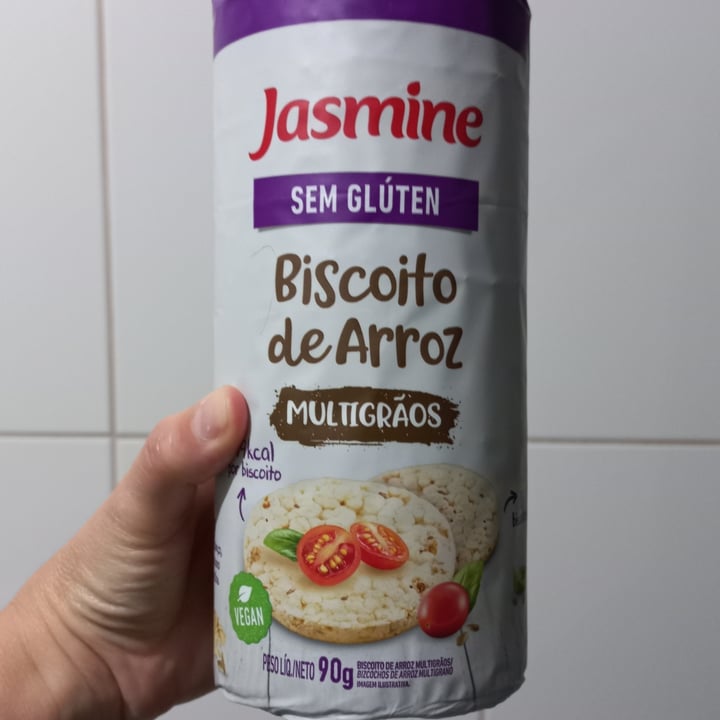 Jasmine
SEM GLÚTEN
Biscoito
de Arroz
MULTIGRÃOS
kcal
por biscoito
VEGAN
PESO LÍQ./NETO 90g
BISCOITO DE ARROZ MULTIGRÃOS/
BIZCOCHOS DE ARROZ MULTIGRANO
IMAGEM ILUSTRATIVA.